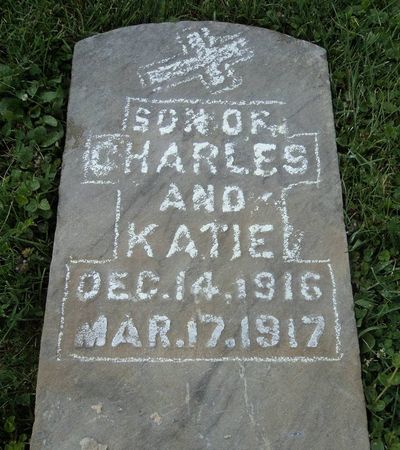 SON OF
CHARLES
AND
KATIE
DEC. 14, 1916
MAR. 17. 1917